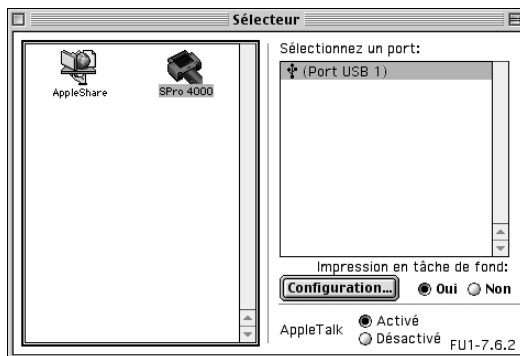 Sélecteur
AppleShare
SPro 4000
Sélectionnez un port:
(Port USB 1)
Impression en tâche de fond:
Configuration... Oui Non
AppleTalk Activé
Désactivé FU1-7.6.2